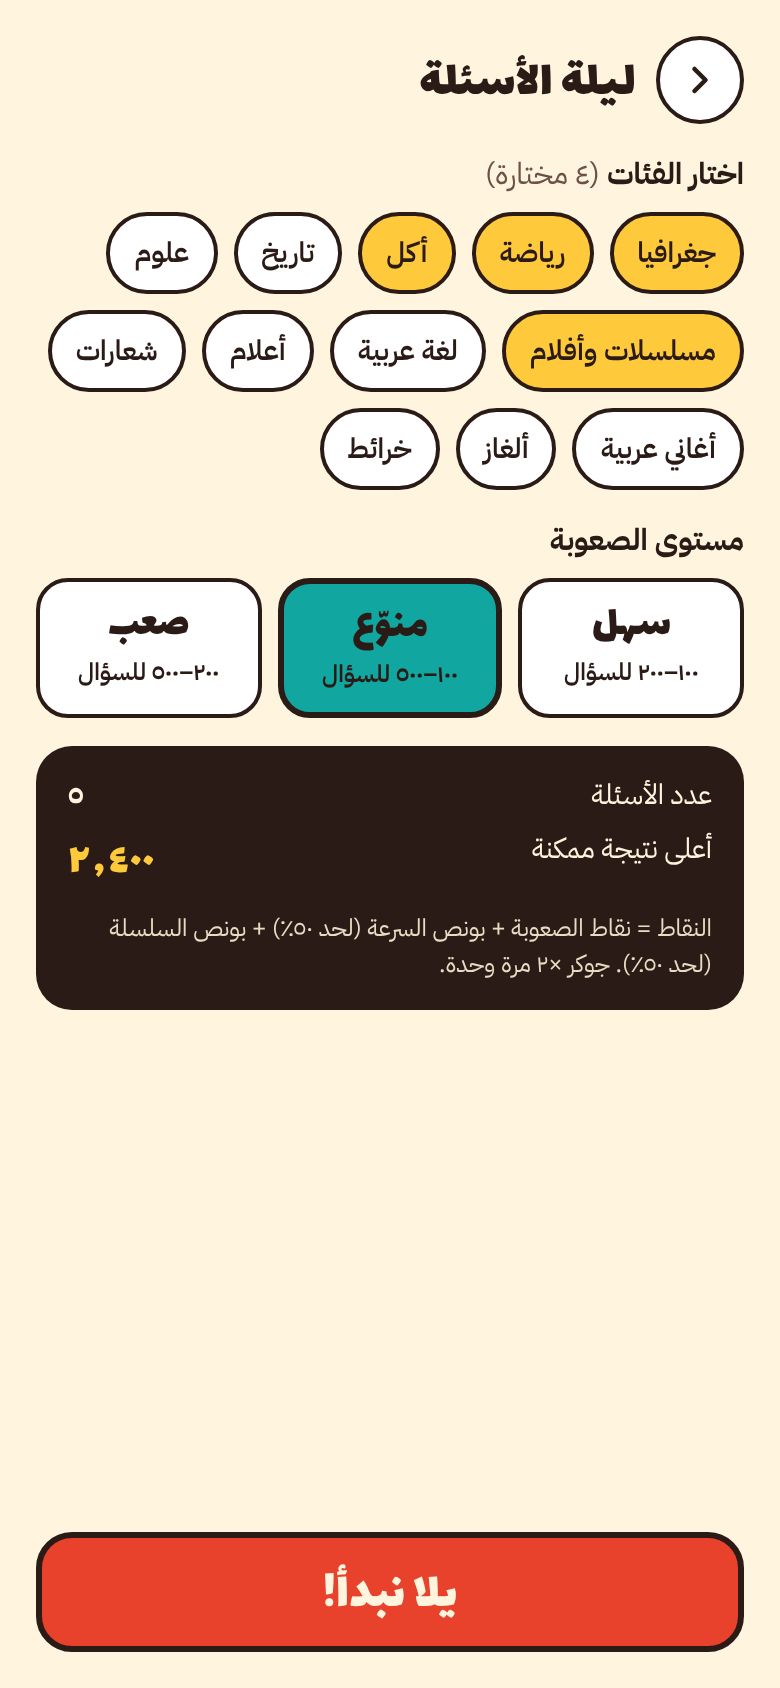 ليلة الأسئلة
اختار الفئات (٤ مختارة)
جغرافيا رياضة أكل تاريخ علوم
مسلسلات وأفلام لغة عربية أعلام شعارات
أغاني عربية ألغاز خرائط
مستوى الصعوبة
سهل منوّع صعب
١٠٠–٢٠٠ للسؤال ١٠٠–٥٠٠ للسؤال ٢٠٠–٥٠٠ للسؤال
عدد الأسئلة ٥
أعلى نتيجة ممكنة ٢,٤٠٠
النقاط = نقاط الصعوبة + بونص السرعة (لحد ٥٠٪) + بونص السلسلة
(لحد ٥٠٪). جوكر ×٢ مرة وحدة.
يلا نبدأ!